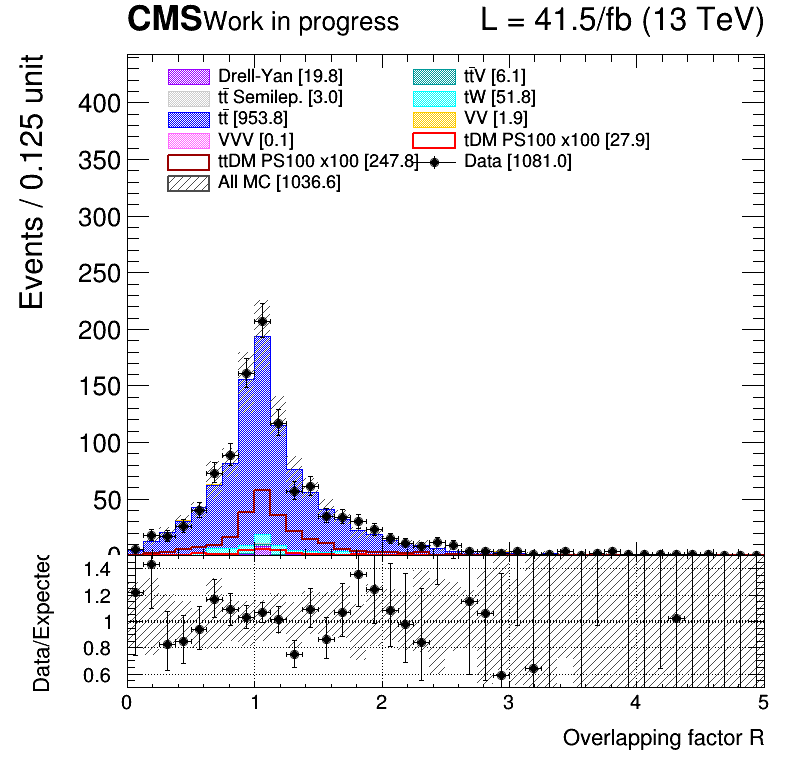 CMS Work in progress L = 41.5/fb (13 TeV)
Drell-Yan [19.8] tt̄V [6.1]
tt̄ Semilep. [3.0] tW [51.8]
tt̄ [953.8] VV [1.9]
VVV [0.1] tDM PS100 x100 [27.9]
ttDM PS100 x100 [247.8] Data [1081.0]
All MC [1036.6]
Events / 0.125 unit
400
350
300
250
200
150
100
50
0
Data/Expected
1.4
1.2
1
0.8
0.6
0 1 2 3 4 5
Overlapping factor R